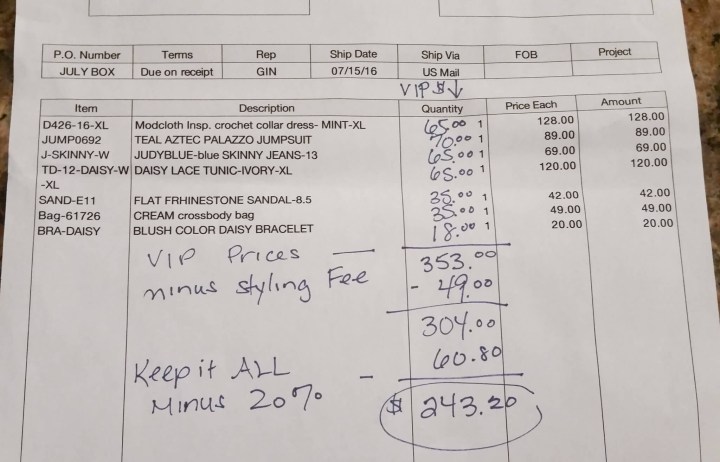 P.O. Number Terms Rep Ship Date Ship Via FOB Project
JULY BOX Due on receipt GIN 07/15/16 US Mail
VIP $↓
Item Description Quantity Price Each Amount
D426-16-XL Modcloth Insp. crochet collar dress- MINT-XL 65.00 1 128.00 128.00
JUMP0692 TEAL AZTEC PALAZZO JUMPSUIT 70.00 1 89.00 89.00
J-SKINNY-W JUDYBLUE-blue SKINNY JEANS-13 65.00 1 69.00 69.00
TD-12-DAISY-W DAISY LACE TUNIC-IVORY-XL 65.00 1 120.00 120.00
-XL
SAND-E11 FLAT FRHINESTONE SANDAL-8.5 35.00 1 42.00 42.00
Bag-61726 CREAM crossbody bag 35.00 1 49.00 49.00
BRA-DAISY BLUSH COLOR DAISY BRACELET 18.00 1 20.00 20.00
VIP Prices — 353.00
minus styling Fee - 49.00
304.00
Keep it ALL — 60.80
Minus 20% $ 243.20